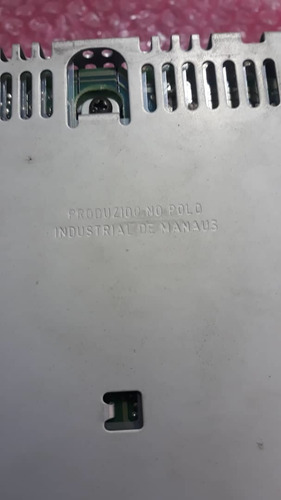 PRODUZIDO NO POLO
INDUSTRIAL DE MANAUS